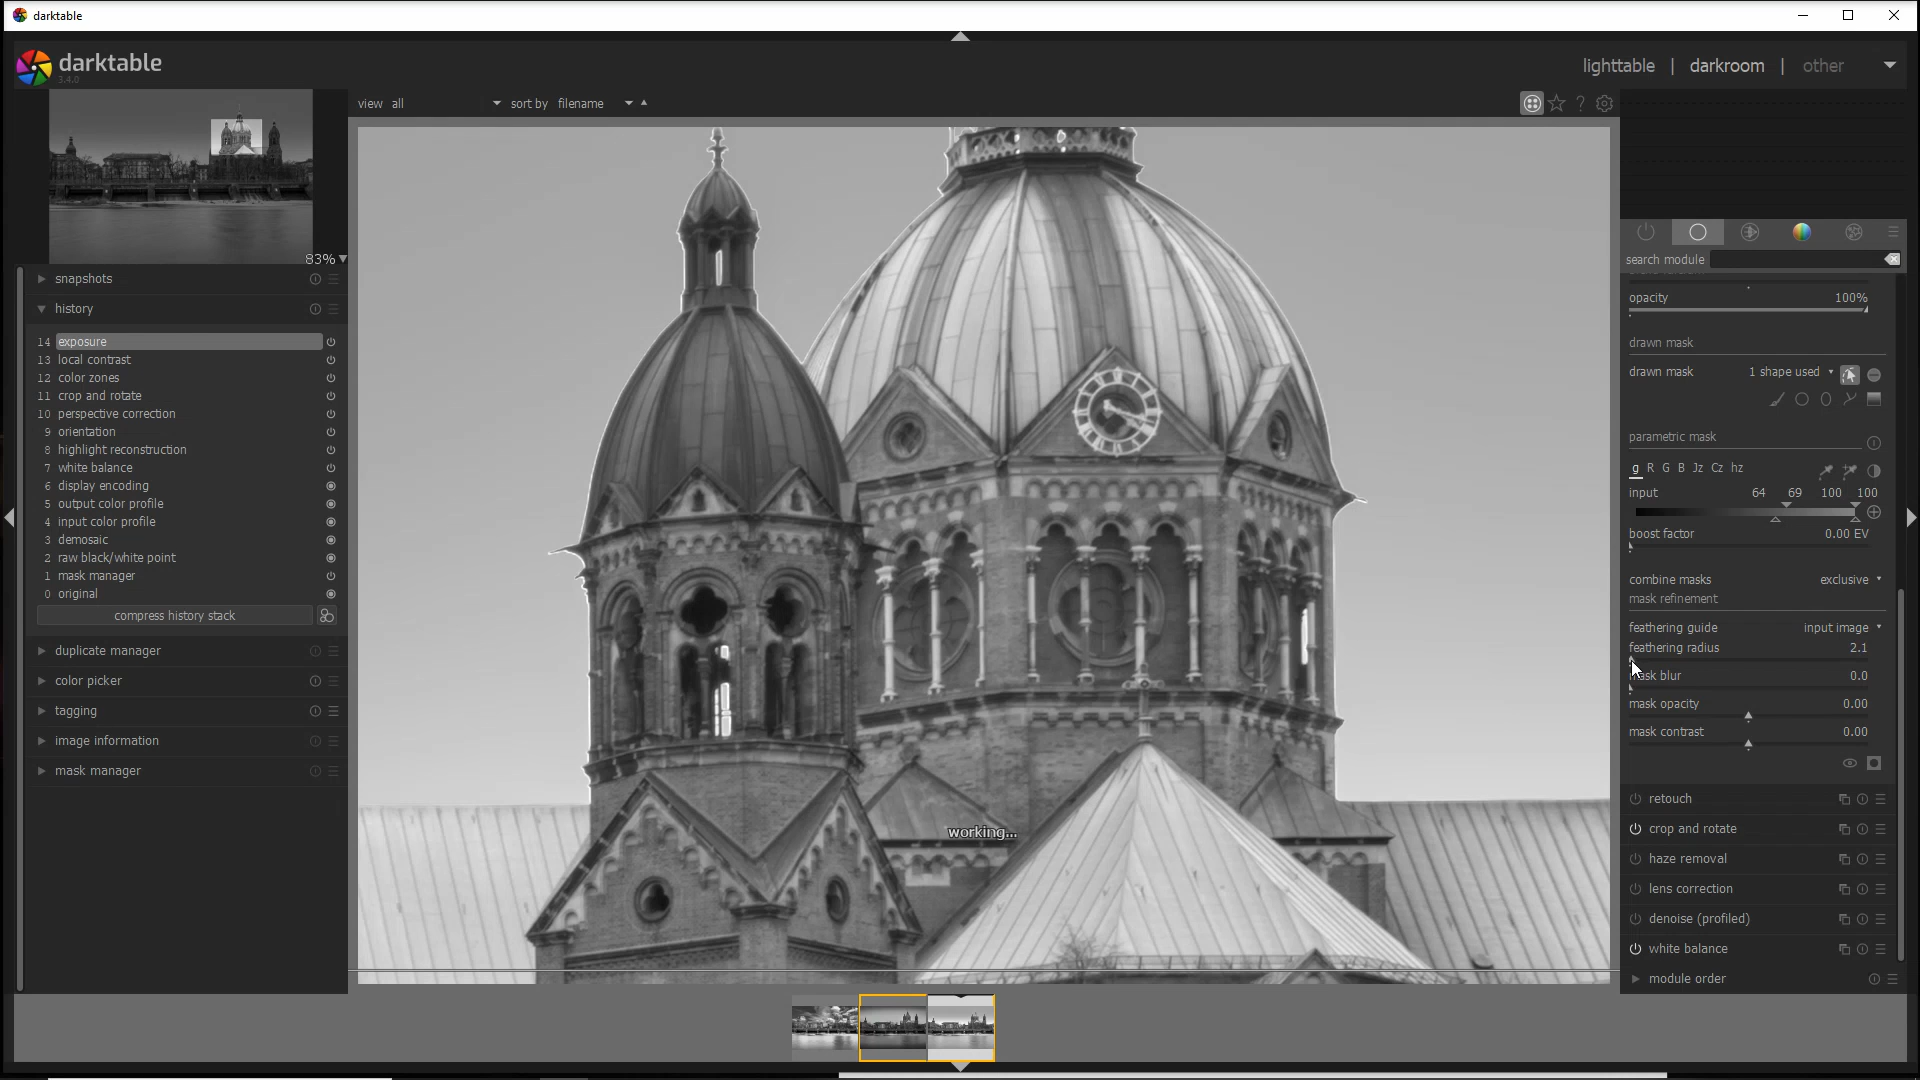 darktable
darktable
3.4.0
lighttable | darkroom | other
view all sort by filename
83%
snapshots
history
14 exposure
13 local contrast
12 color zones
11 crop and rotate
10 perspective correction
9 orientation
8 highlight reconstruction
7 white balance
6 display encoding
5 output color profile
4 input color profile
3 demosaic
2 raw black/white point
1 mask manager
0 original
compress history stack
duplicate manager
color picker
tagging
image information
mask manager
working...
search module
opacity 100%
drawn mask
drawn mask 1 shape used
parametric mask
g R G B Jz Cz hz
input 64 69 100 100
boost factor 0.00 EV
combine masks exclusive
mask refinement
feathering guide input image
feathering radius 2.1
mask blur 0.0
mask opacity 0.00
mask contrast 0.00
retouch
crop and rotate
haze removal
lens correction
denoise (profiled)
white balance
module order